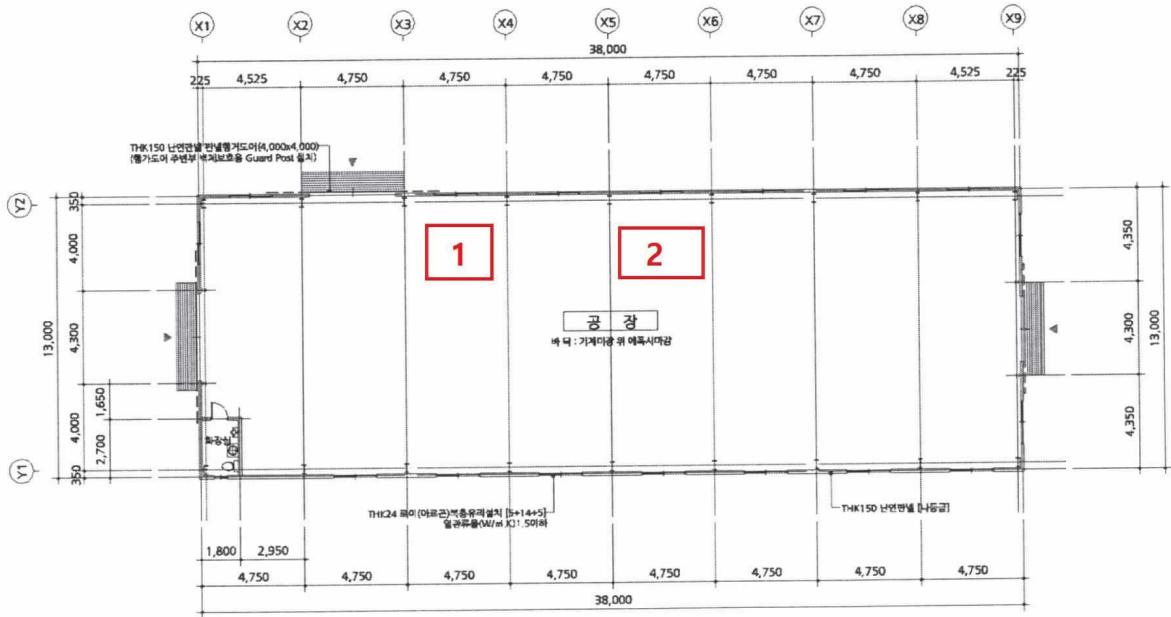 X1 X2 X3 X4 X5 X6 X7 X8 X9
38,000
225 4,525 4,750 4,750 4,750 4,750 4,750 4,750 4,525 225
THK150 난연판넬 판넬행거도어(4,000x4,000)
(행가도어 주변부 벽체보호용 Guard Post 설치)
Y2
350
4,000
4,300
13,000
1,650
4,000
2,700
350
Y1
1
2
공 장
바 닥 : 기계미장 위 에폭시마감
화장실
4,350
4,300
13,000
4,350
THK24 로이(아르곤)복층유리설치 [5+14+5]
열관류율(W/㎡.K)1.5이하
THK150 난연판넬 [나등급]
1,800 2,950
4,750 4,750 4,750 4,750 4,750 4,750 4,750 4,750
38,000